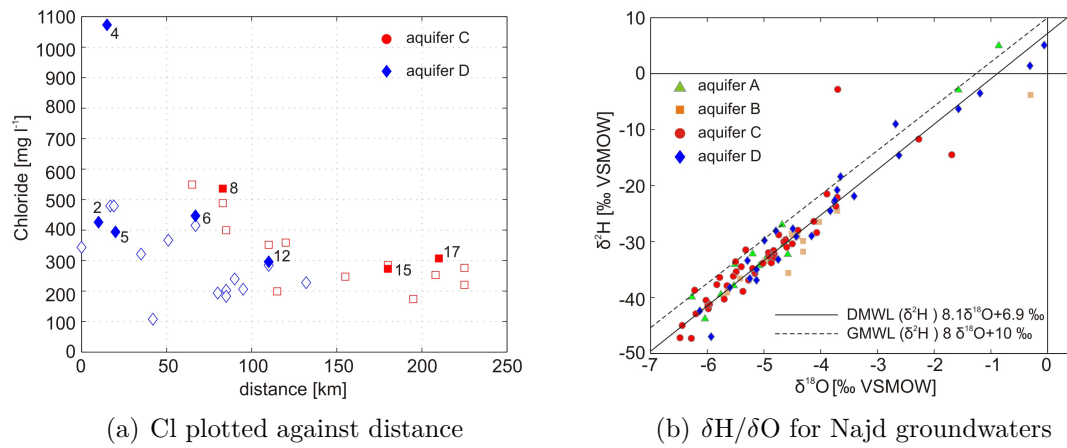 1100
1000
900
800
700
600
500
400
300
200
100
0
Chloride [mg l⁻¹]
aquifer C
aquifer D
4
2
5
6
8
12
15
17
0 50 100 150 200 250
distance [km]
(a) Cl plotted against distance
10
0
-10
-20
-30
-40
-50
δ²H [‰ VSMOW]
aquifer A
aquifer B
aquifer C
aquifer D
DMWL (δ²H ) 8.1δ¹⁸O+6.9 ‰
GMWL (δ²H ) 8 δ¹⁸O+10 ‰
-7 -6 -5 -4 -3 -2 -1 0
δ¹⁸O [‰ VSMOW]
(b) δH/δO for Najd groundwaters